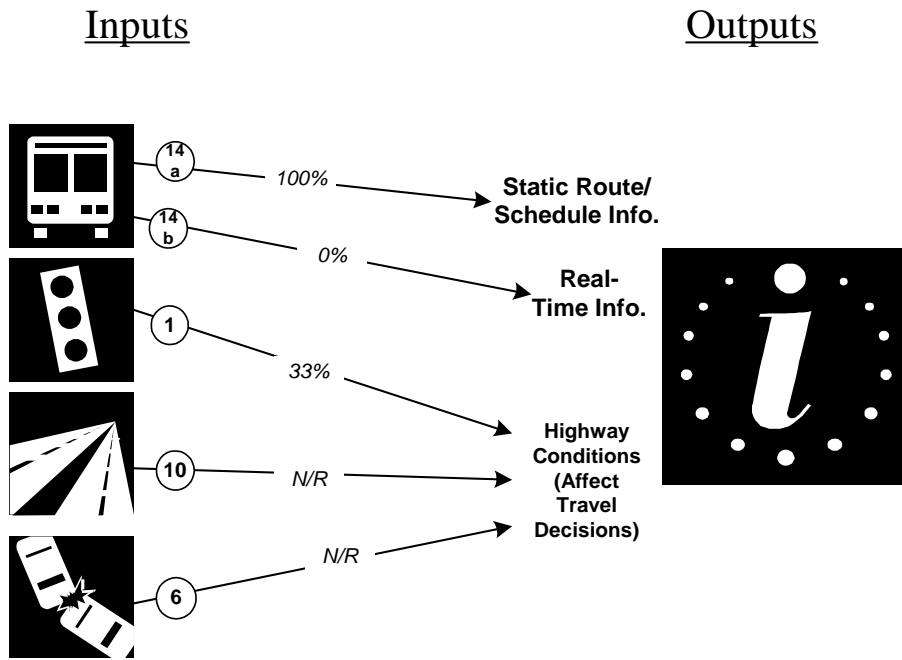 Inputs
Outputs
14
a
100%
Static Route/
Schedule Info.
14
b
0%
Real-
Time Info.
1
33%
Highway
Conditions
(Affect
Travel
Decisions)
10
N/R
6
N/R
i